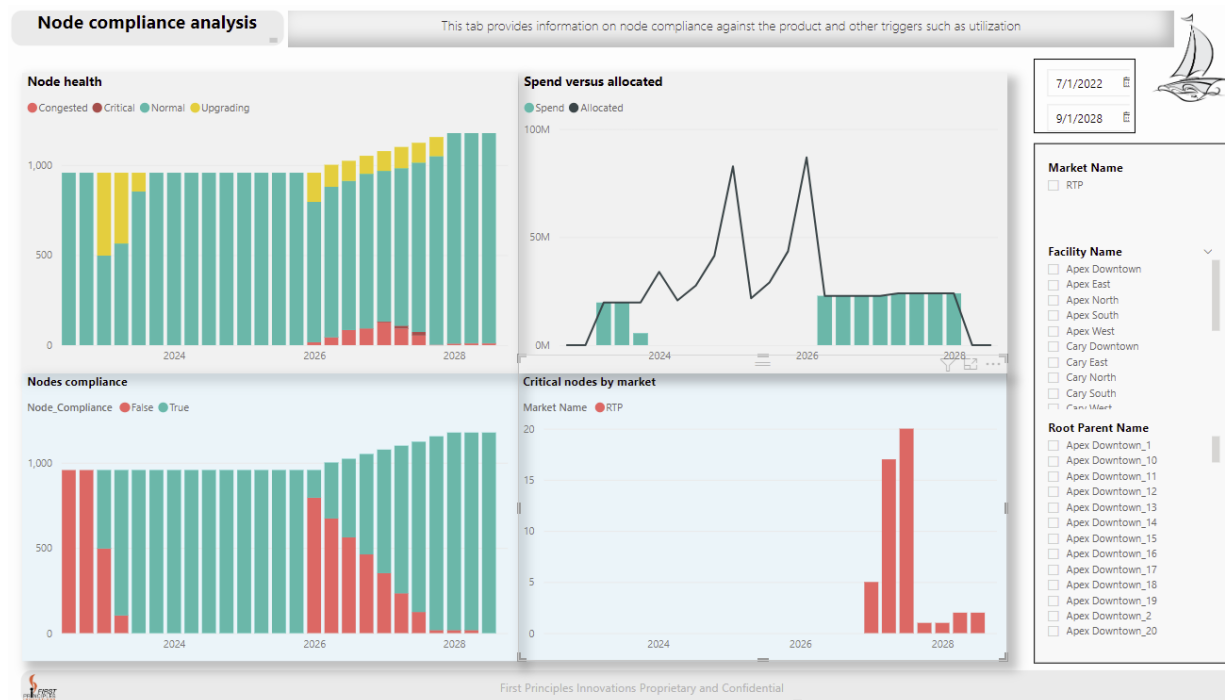 Node compliance analysis
This tab provides information on node compliance against the product and other triggers such as utilization
Node health
Congested Critical Normal Upgrading
1,000
500
0
2024 2026 2028
Spend versus allocated
Spend Allocated
100M
50M
0M
2024 2026 2028
Nodes compliance
Node_Compliance False True
1,000
500
0
2024 2026 2028
Critical nodes by market
Market Name RTP
20
15
10
5
0
2024 2026 2028
7/1/2022
9/1/2028
Market Name
RTP
Facility Name
Apex Downtown
Apex East
Apex North
Apex South
Apex West
Cary Downtown
Cary East
Cary North
Cary South
Cary West
Root Parent Name
Apex Downtown_1
Apex Downtown_10
Apex Downtown_11
Apex Downtown_12
Apex Downtown_13
Apex Downtown_14
Apex Downtown_15
Apex Downtown_16
Apex Downtown_17
Apex Downtown_18
Apex Downtown_19
Apex Downtown_2
Apex Downtown_20
FIRST
PRINCIPLES
First Principles Innovations Proprietary and Confidential